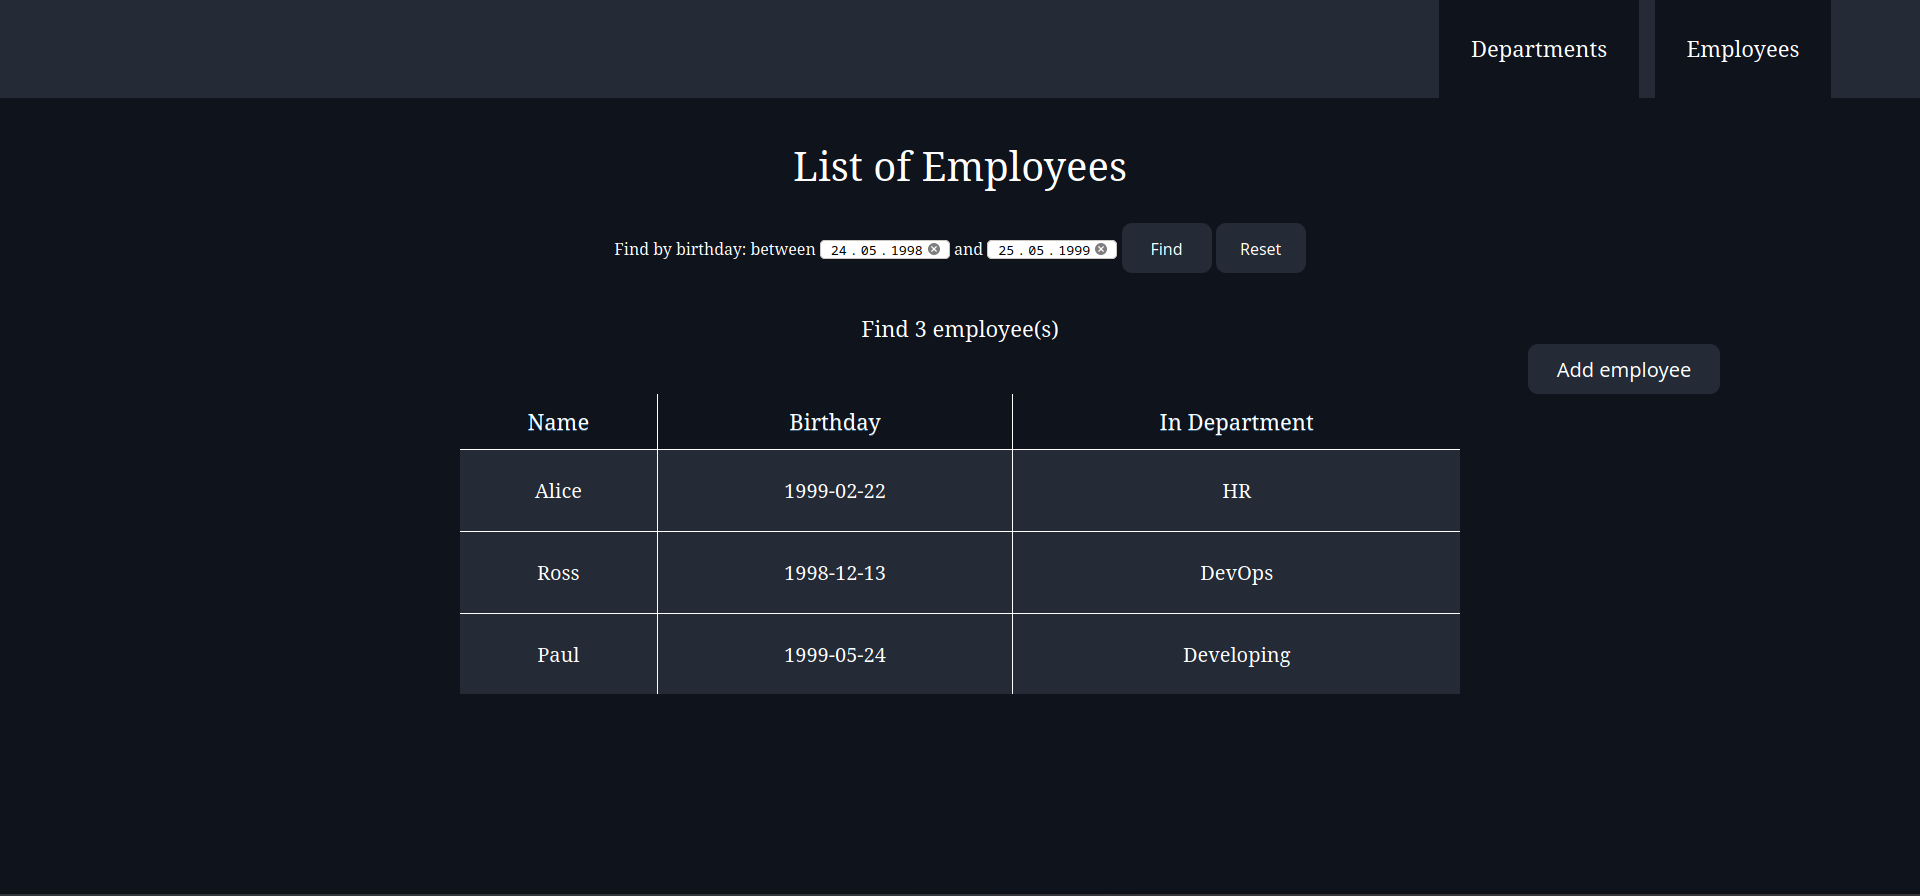 Departments Employees
List of Employees
Find by birthday: between 24.05.1998 and 25.05.1999 Find Reset
Find 3 employee(s)
Add employee
Name Birthday In Department
Alice 1999-02-22 HR
Ross 1998-12-13 DevOps
Paul 1999-05-24 Developing